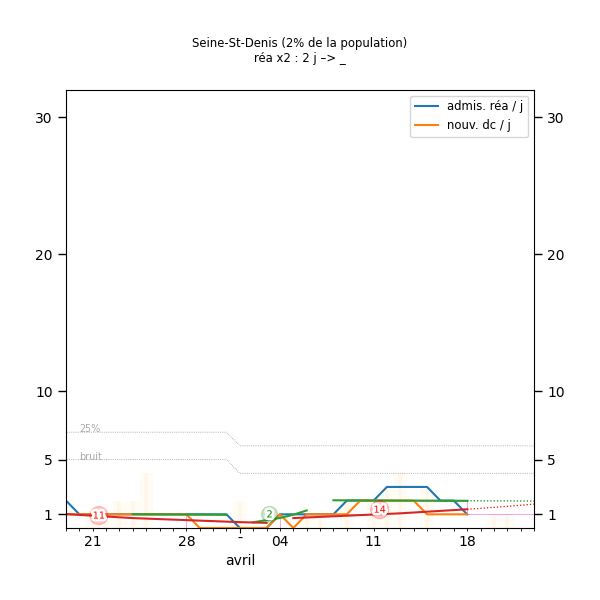 Seine-St-Denis (2% de la population)
réa x2 : 2 j –> _
admis. réa / j
nouv. dc / j
30 30
20 20
10 10
25%
5 bruit 5
1 11 2 14 1
21 28 - 04 11 18
avril